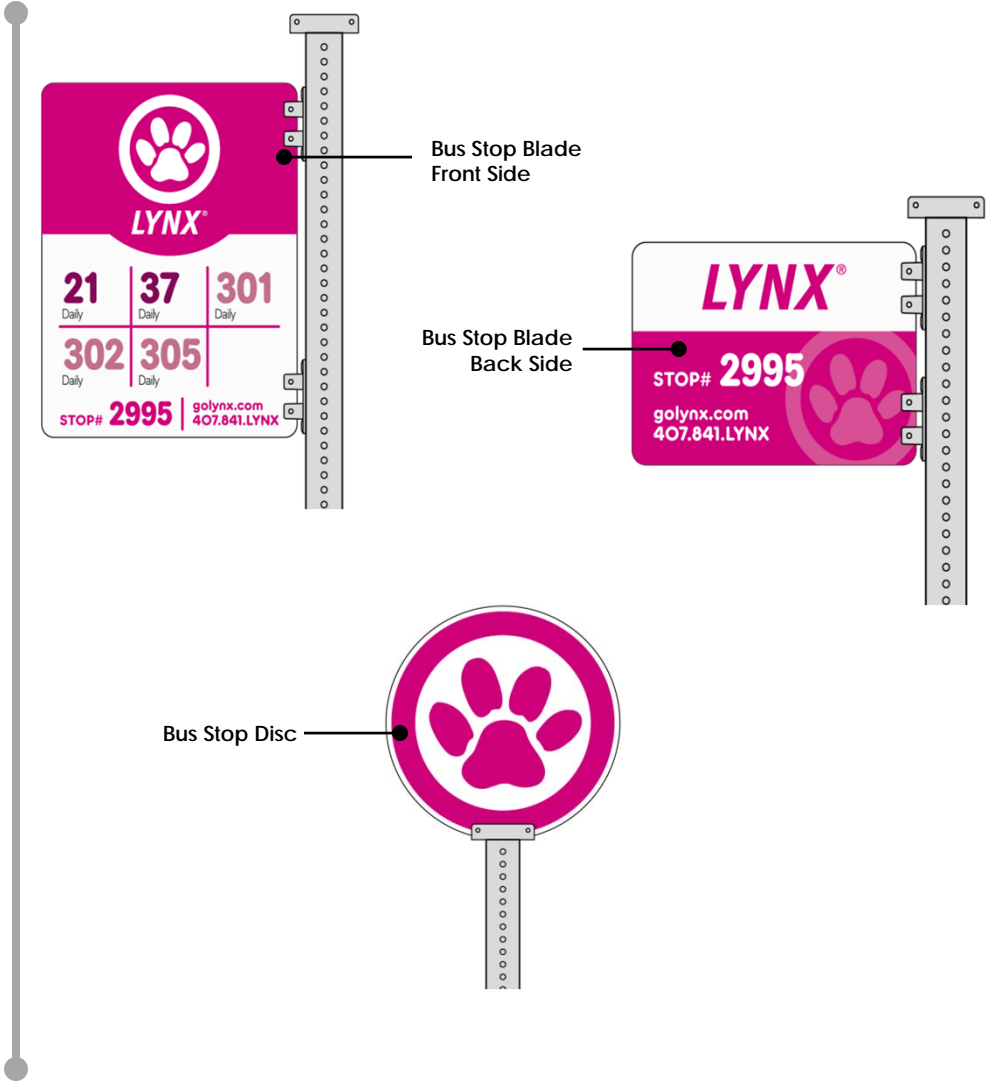 LYNX®
21 37 301
Daily Daily Daily
302 305
Daily Daily
STOP# 2995 golynx.com
407.841.LYNX
Bus Stop Blade
Front Side
LYNX®
STOP# 2995
golynx.com
407.841.LYNX
Bus Stop Blade
Back Side
Bus Stop Disc